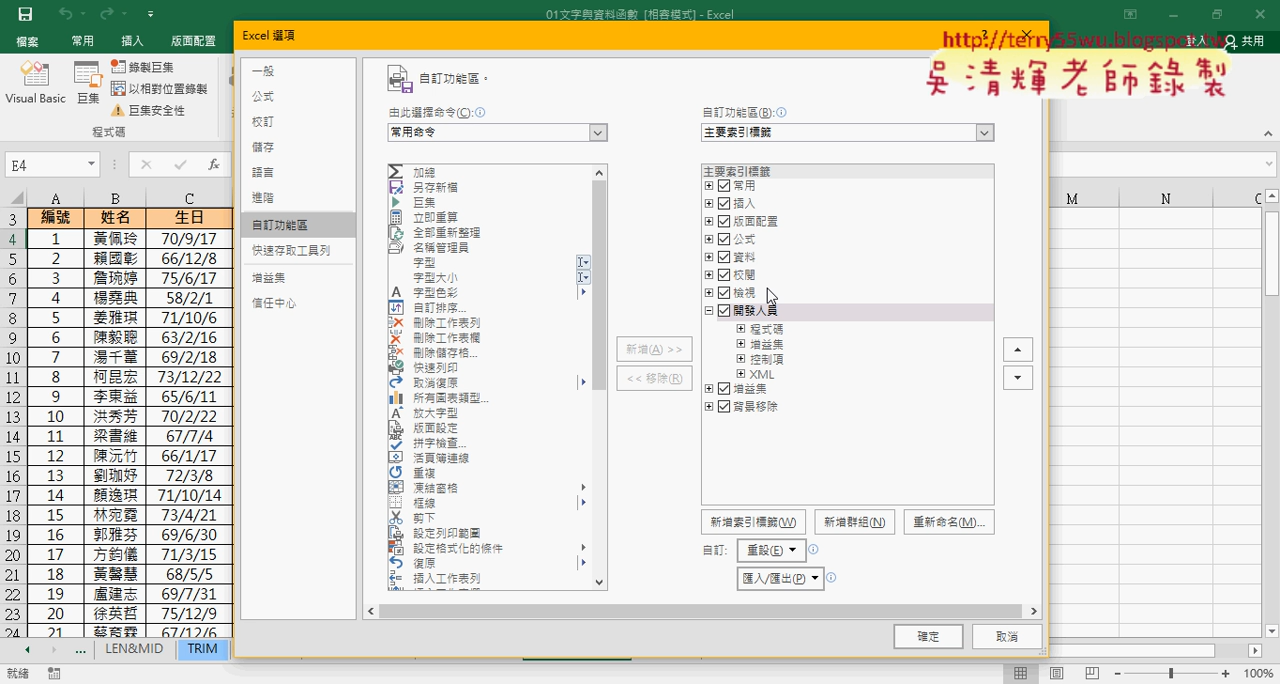 01文字與資料函數 [相容模式] - Excel
檔案 常用 插入 版面配置
登入 共用
http://terry55wu.blogspot.tw
吳清輝老師錄製
Visual Basic 巨集
錄製巨集
以相對位置錄製
巨集安全性
程式碼
E4
A B C M N
3 編號 姓名 生日
4 1 黃佩玲 70/9/17
5 2 賴國彰 66/12/8
6 3 詹琬婷 75/6/17
7 4 楊堯典 58/2/1
8 5 姜雅琪 71/10/6
9 6 陳毅聰 63/2/16
10 7 湯千蕙 69/2/18
11 8 柯昆宏 73/12/22
12 9 李東益 65/6/11
13 10 洪秀芳 70/2/22
14 11 梁書維 67/7/4
15 12 陳沅竹 66/1/17
16 13 劉珈妤 72/3/8
17 14 顏逸琪 71/10/14
18 15 林宛霓 73/4/21
19 16 郭雅芬 69/6/30
20 17 方鈞儀 71/3/15
21 18 黃馨慧 68/5/5
22 19 盧建志 69/7/31
23 20 徐英哲 75/12/9
24 21 67/12/6
... LEN&MID TRIM
就緒
100%
Excel 選項
一般
公式
校訂
儲存
語言
進階
自訂功能區
快速存取工具列
增益集
信任中心
自訂功能區。
由此選擇命令(C):
常用命令
加總
另存新檔
巨集
立即重算
全部重新整理
名稱管理員
字型
字型大小
字型色彩
自訂排序...
刪除工作表列
刪除工作表欄
刪除儲存格...
快速列印
取消復原
所有圖表類型...
放大字型
版面設定
拼字檢查...
活頁簿連線
重複
凍結窗格
框線
剪下
設定列印範圍
設定格式化的條件
復原
插入工作表列
新增(A) >>
<< 移除(R)
自訂功能區(B):
主要索引標籤
主要索引標籤
常用
插入
版面配置
公式
資料
校閱
檢視
開發人員
程式碼
增益集
控制項
XML
增益集
背景移除
新增索引標籤(W) 新增群組(N) 重新命名(M)...
自訂: 重設(E)
匯入/匯出(P)
確定 取消